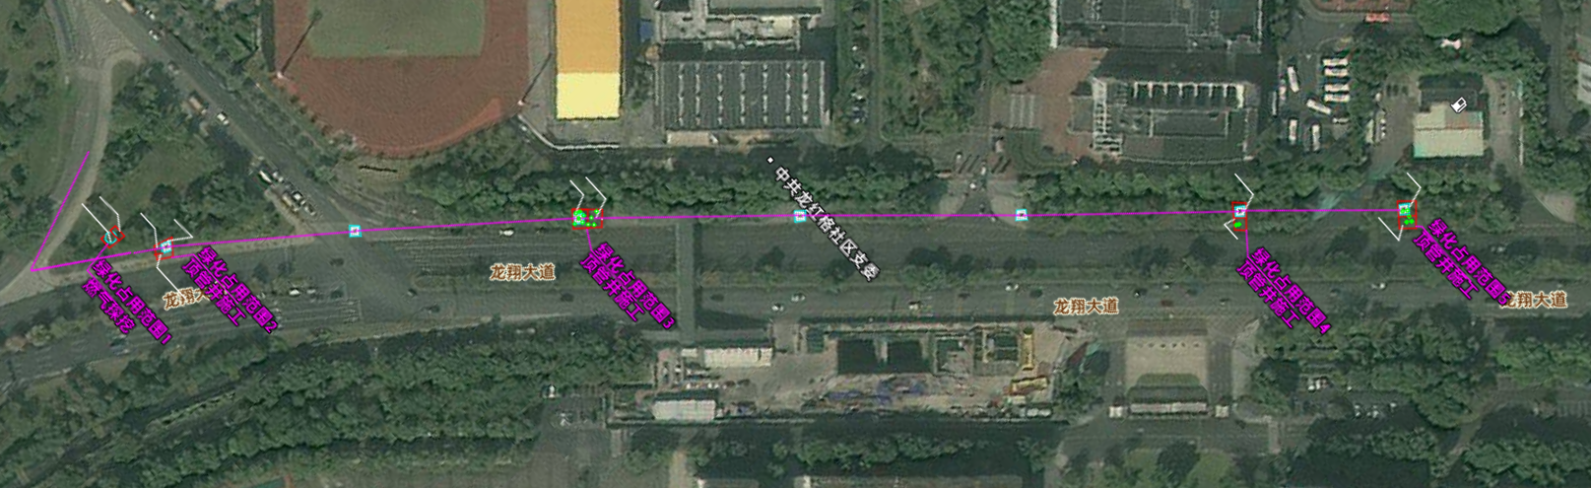 中共龙红格社区支委
龙翔大道
绿化占用范围1
燃气探挖
绿化占用范围2
顶管井施工
龙翔大道
绿化占用范围3
顶管井施工
龙翔大道
绿化占用范围4
顶管井施工
绿化占用范围5
顶管井施工
龙翔大道